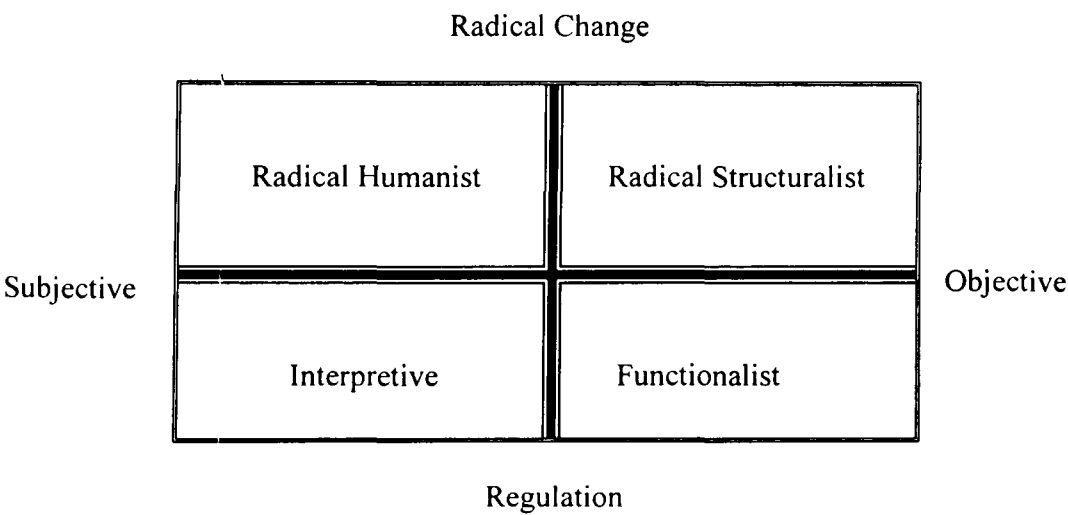 Radical Change
Radical Humanist
Radical Structuralist
Subjective
Objective
Interpretive
Functionalist
Regulation